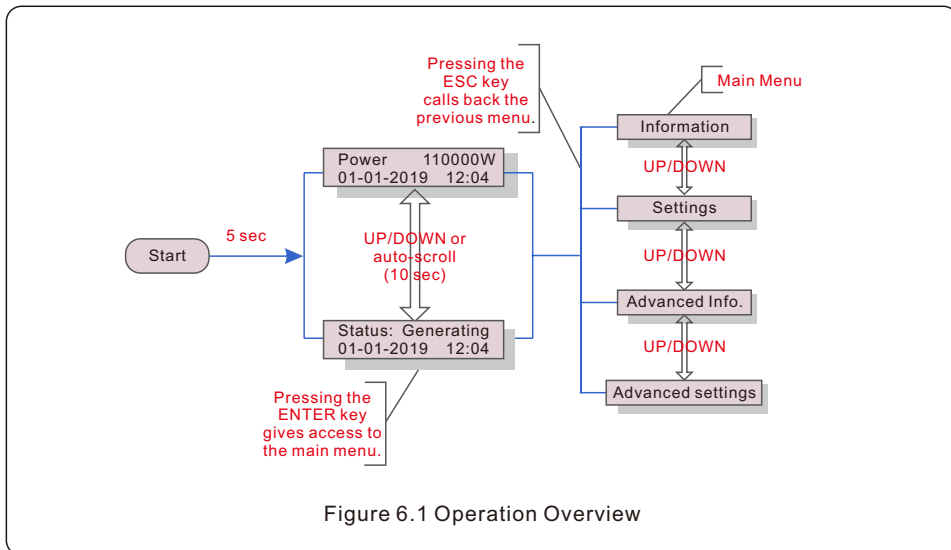 Pressing the
ESC key
calls back the
previous menu.
Main Menu
Information
UP/DOWN
Settings
UP/DOWN
Advanced Info.
UP/DOWN
Advanced settings
Power 110000W
01-01-2019 12:04
5 sec
Start
UP/DOWN or
auto-scroll
(10 sec)
Status: Generating
01-01-2019 12:04
Pressing the
ENTER key
gives access to
the main menu.
Figure 6.1 Operation Overview